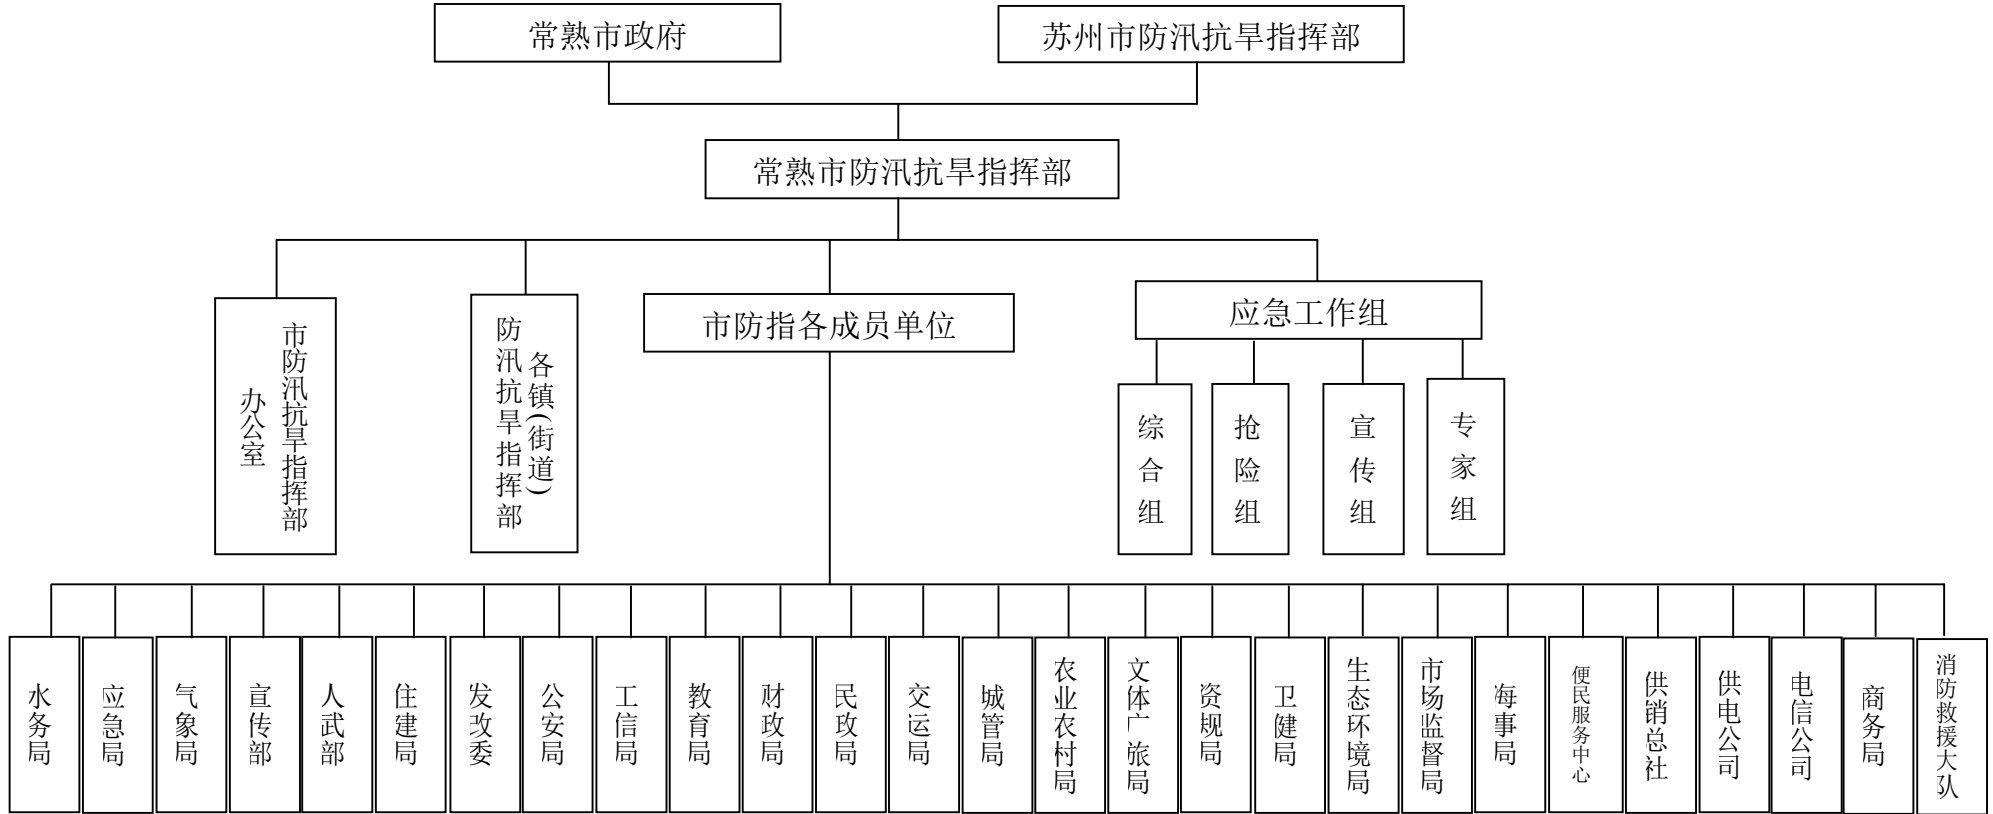 常熟市政府
苏州市防汛抗旱指挥部
常熟市防汛抗旱指挥部
市防汛抗旱指挥部
办公室
各镇(街道)
防汛抗旱指挥部
市防指各成员单位
应急工作组
综合组
抢险组
宣传组
专家组
水务局
应急局
气象局
宣传部
人武部
住建局
发改委
公安局
工信局
教育局
财政局
民政局
交运局
城管局
农业农村局
文体广旅局
资规局
卫健局
生态环境局
市场监督局
海事局
便民服务中心
供销总社
供电公司
电信公司
商务局
消防救援大队